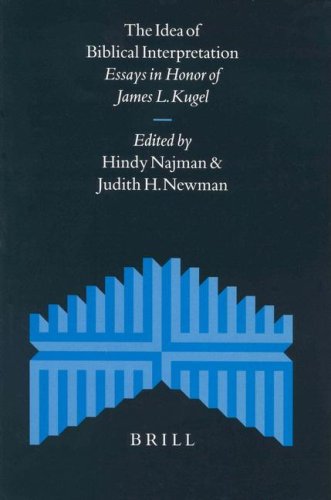 The Idea of
Biblical Interpretation
Essays in Honor of
James L. Kugel
Edited by
Hindy Najman &
Judith H. Newman
BRILL